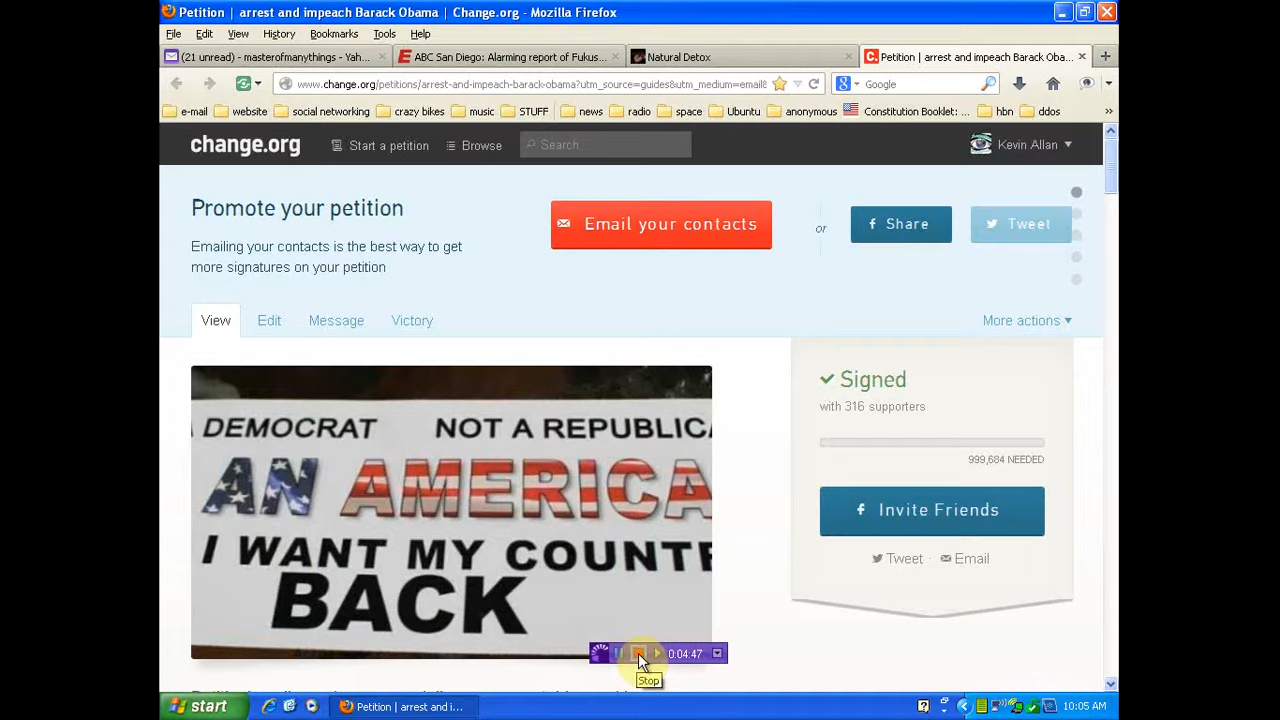 Petition | arrest and impeach Barack Obama | Change.org - Mozilla Firefox
File Edit View History Bookmarks Tools Help
(21 unread) - masterofmanythings - Yah...
ABC San Diego: Alarming report of Fukus...
Natural Detox
Petition | arrest and impeach Barack Oba...
www.change.org/petitions/arrest-and-impeach-barack-obama?utm_source=guides&utm_medium=email&
Google
e-mail website social networking crazy bikes music STUFF news radio space Ubuntu anonymous Constitution Booklet: ... hbn ddos
change.org Start a petition Browse Search Kevin Allan
Promote your petition
Emailing your contacts is the best way to get
more signatures on your petition
Email your contacts
or
Share
Tweet
View Edit Message Victory More actions
A DEMOCRAT NOT A REPUBLIC
AN AMERICA
I WANT MY COUNT
BACK
Signed
with 316 supporters
999,684 NEEDED
Invite Friends
Tweet · Email
0:04:47
Stop
start
Petition | arrest and i...
10:05 AM